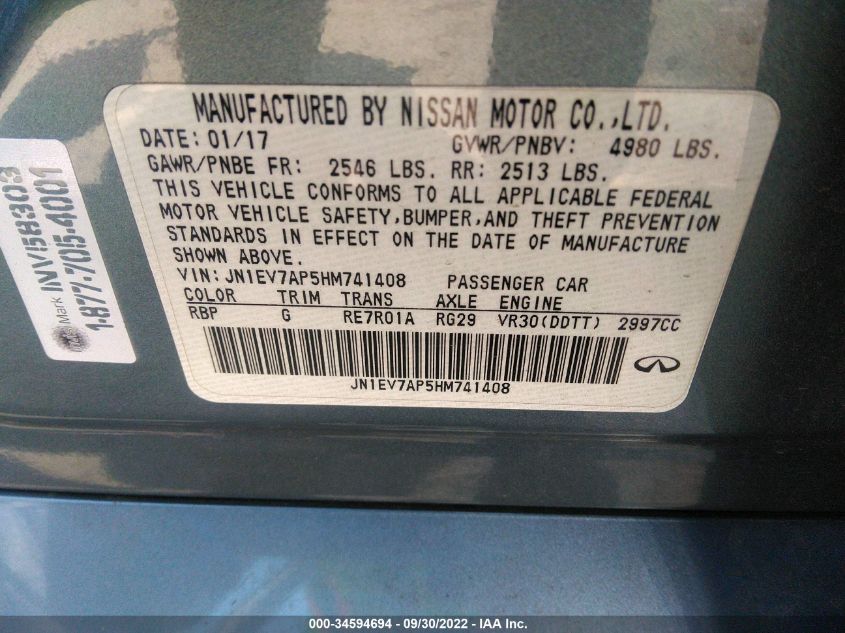 MANUFACTURED BY NISSAN MOTOR CO.,LTD.
DATE: 01/17 GVWR/PNBV: 4980 LBS.
GAWR/PNBE FR: 2546 LBS. RR: 2513 LBS.
THIS VEHICLE CONFORMS TO ALL APPLICABLE FEDERAL
MOTOR VEHICLE SAFETY,BUMPER,AND THEFT PREVENTION
STANDARDS IN EFFECT ON THE DATE OF MANUFACTURE
SHOWN ABOVE.
VIN: JN1EV7AP5HM741408 PASSENGER CAR
COLOR TRIM TRANS AXLE ENGINE
RBP G RE7R01A RG29 VR30(DDTT) 2997CC
JN1EV7AP5HM741408
Mark INV58303
1-877-705-4001
000-34594694 - 09/30/2022 - IAA Inc.